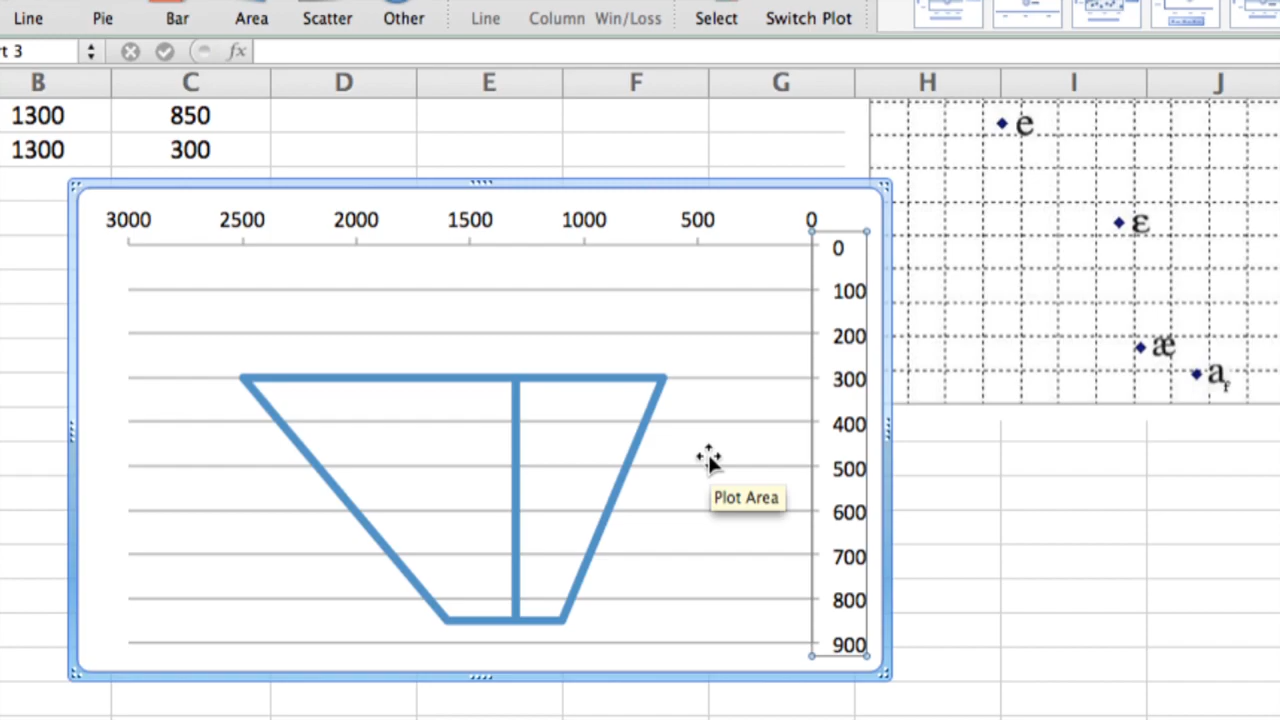 Line Pie Bar Area Scatter Other Line Column Win/Loss Select Switch Plot
rt 3 fx
B C D E F G H I J
1300 850
1300 300
e
ε
æ
a
r
3000 2500 2000 1500 1000 500 0
0
100
200
300
400
500
600
700
800
900
Plot Area